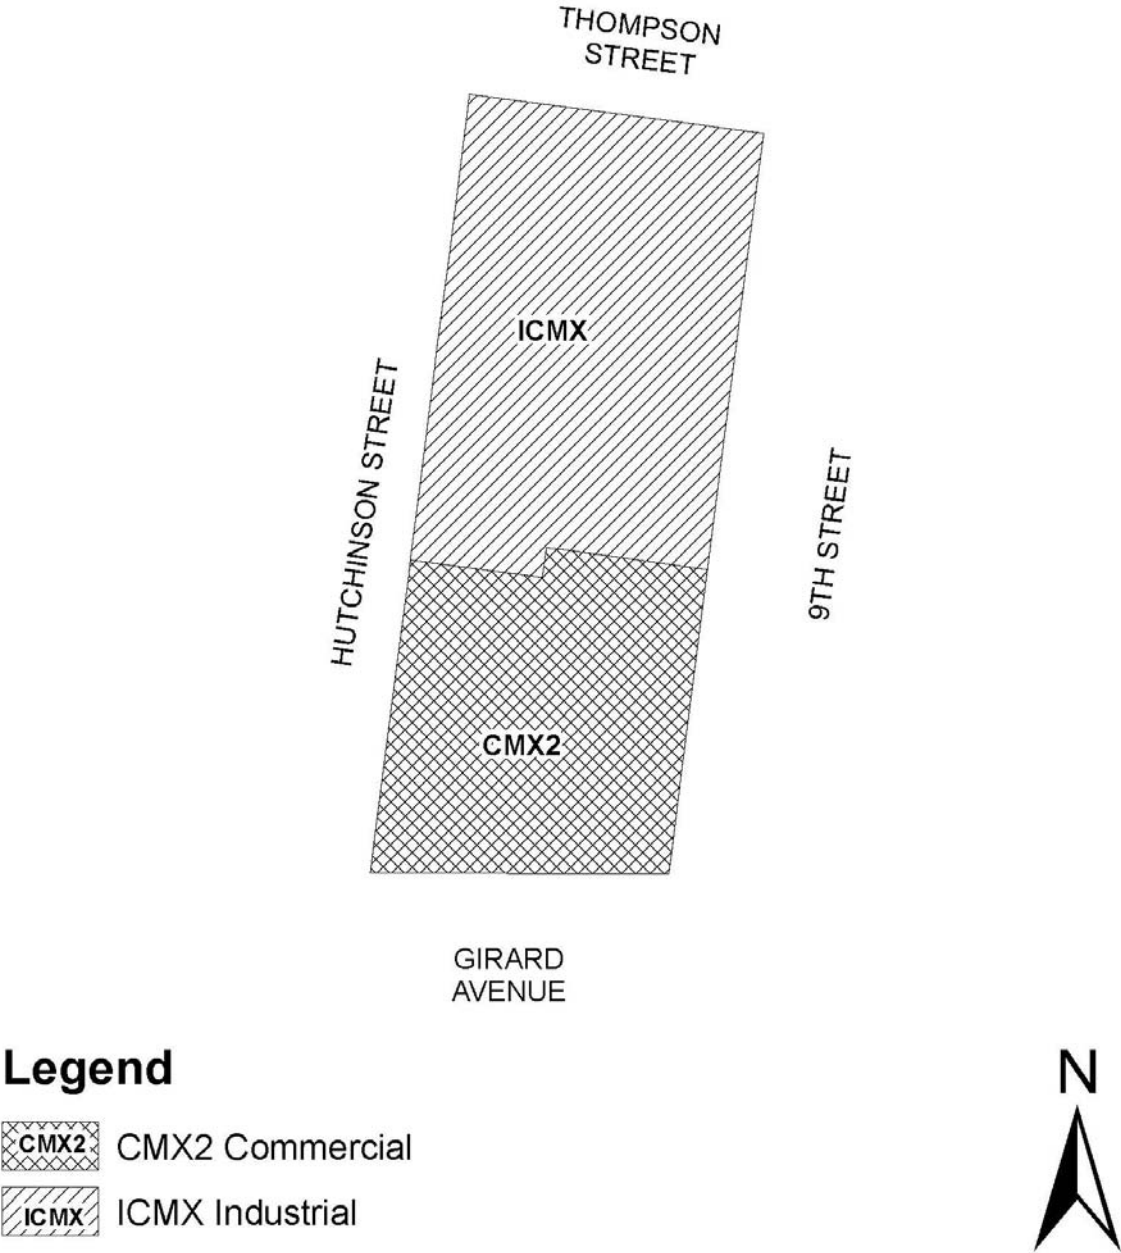 THOMPSON
STREET
ICMX
HUTCHINSON STREET
9TH STREET
CMX2
GIRARD
AVENUE
Legend
CMX2 CMX2 Commercial
ICMX ICMX Industrial
N